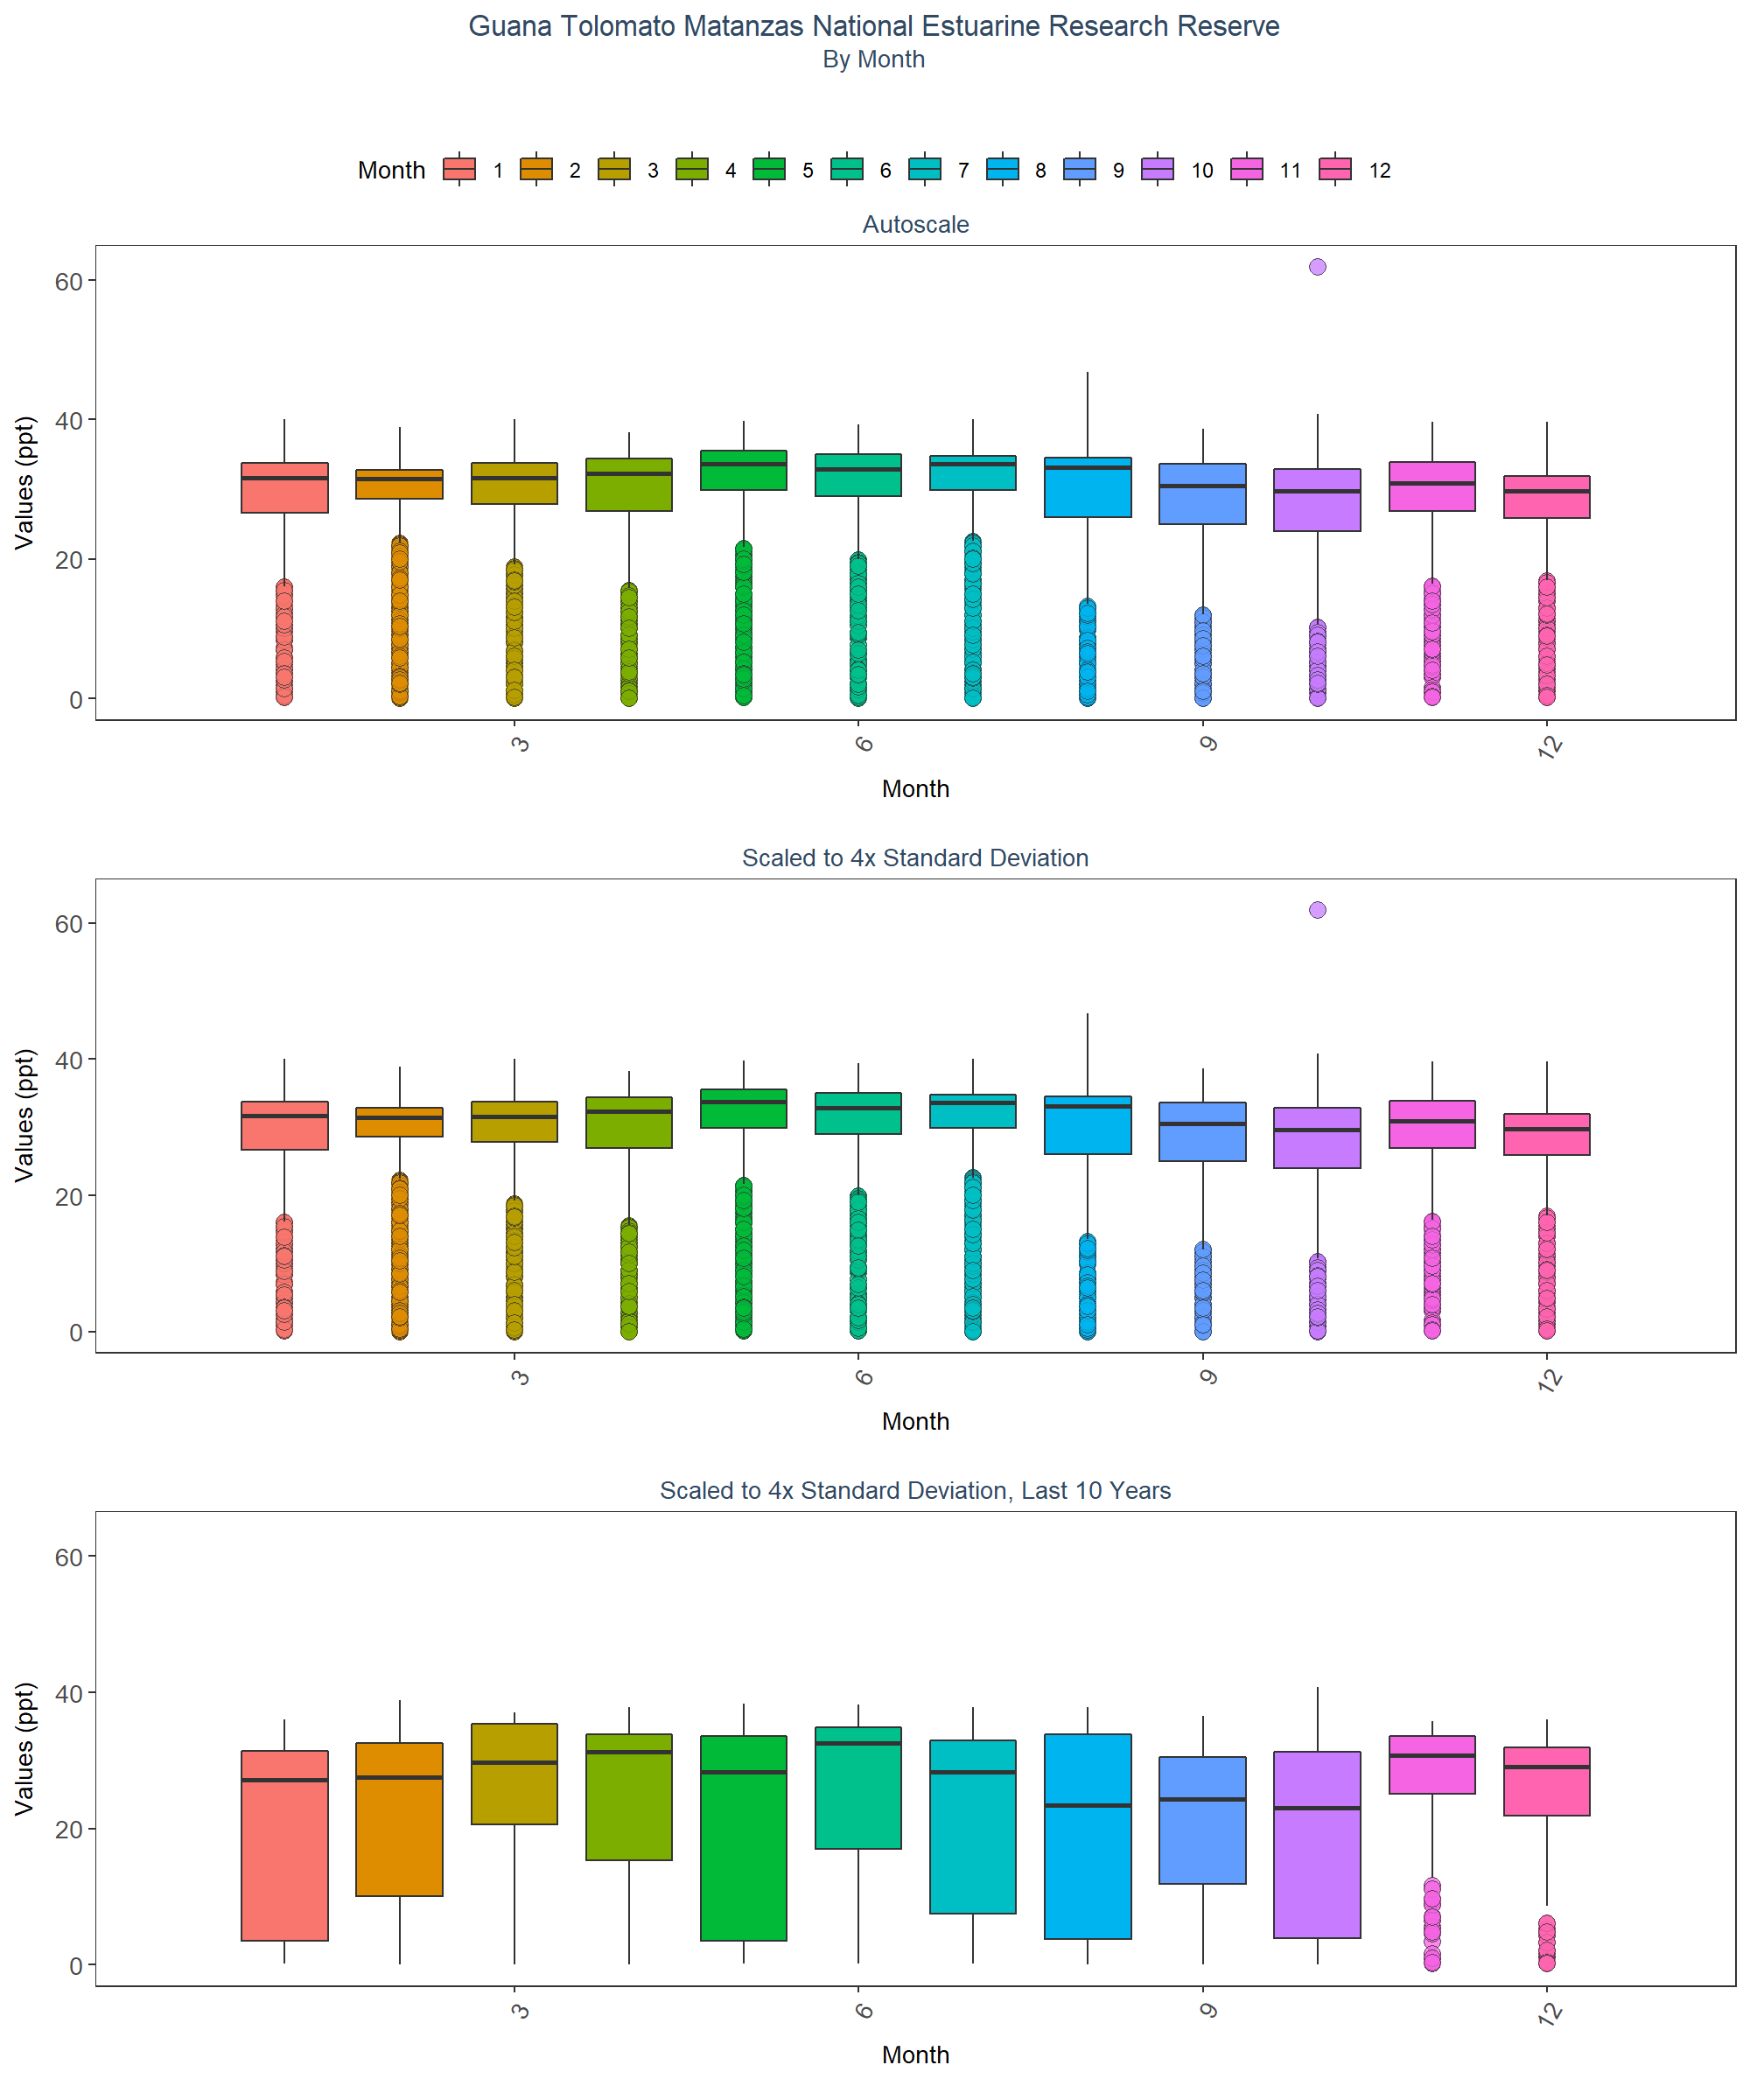 Guana Tolomato Matanzas National Estuarine Research Reserve
By Month
Month 1 2 3 4 5 6 7 8 9 10 11 12
Autoscale
Values (ppt)
60
40
20
0
3 6 9 12
Month
Scaled to 4x Standard Deviation
Values (ppt)
60
40
20
0
3 6 9 12
Month
Scaled to 4x Standard Deviation, Last 10 Years
Values (ppt)
60
40
20
0
3 6 9 12
Month